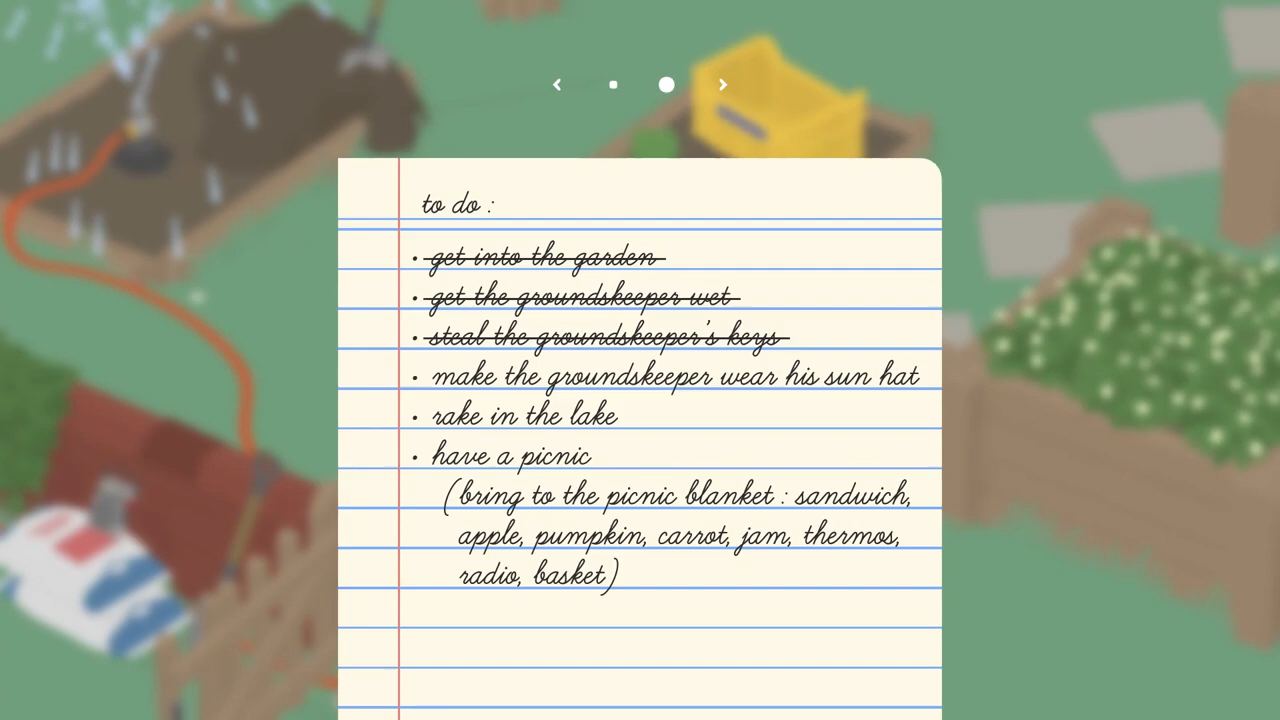 to do :
• get into the garden
• get the groundskeeper wet
• steal the groundskeeper's keys
• make the groundskeeper wear his sun hat
• rake in the lake
• have a picnic
(bring to the picnic blanket : sandwich,
apple, pumpkin, carrot, jam, thermos,
radio, basket)